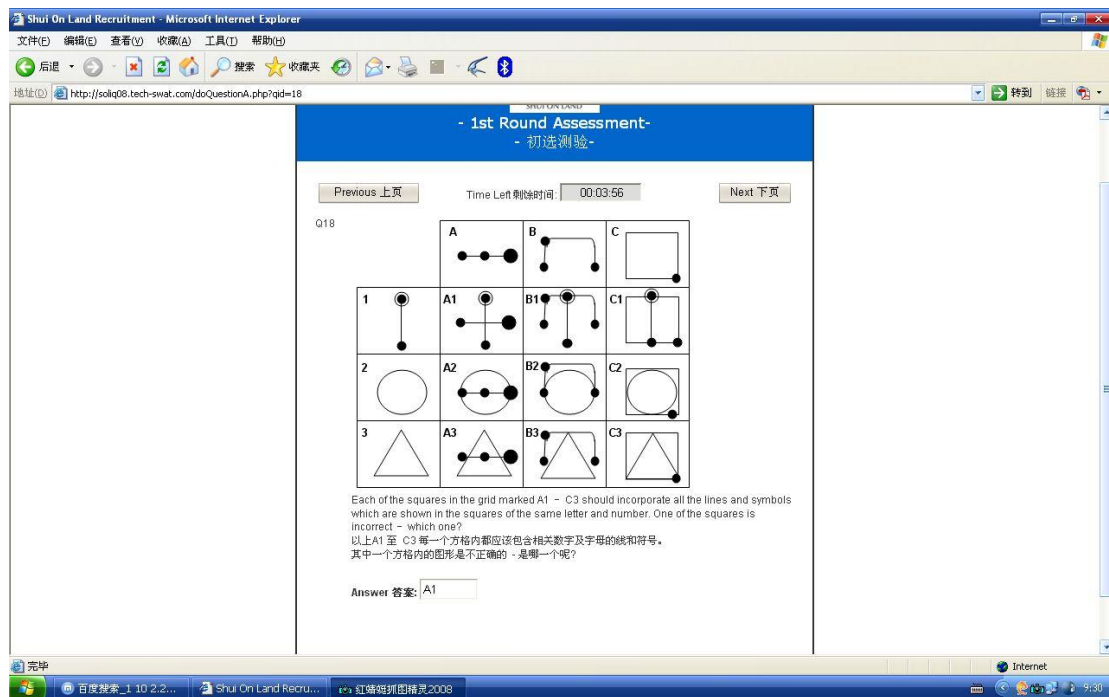 Shui On Land Recruitment - Microsoft Internet Explorer
文件(F) 编辑(E) 查看(V) 收藏(A) 工具(T) 帮助(H)
后退 搜索 收藏夹
地址(D) http://soliq08.tech-swat.com/doQuestionA.php?qid=18 转到 链接
SHUI ON LAND
- 1st Round Assessment-
- 初选测验-
Previous 上页 Time Left 剩馀时间: 00:03:56 Next 下页
Q18
A B C
1 A1 B1 C1
2 A2 B2 C2
3 A3 B3 C3
Each of the squares in the grid marked A1 - C3 should incorporate all the lines and symbols
which are shown in the squares of the same letter and number. One of the squares is
incorrect - which one?
以上A1 至 C3 每一个方格内都应该包含相关数字及字母的线和符号。
其中一个方格内的图形是不正确的 - 是哪一个呢?
Answer 答案: A1
完毕 Internet
百度搜索_1 10 2.2... Shui On Land Recru... 红蜻蜓抓图精灵2008 9:30